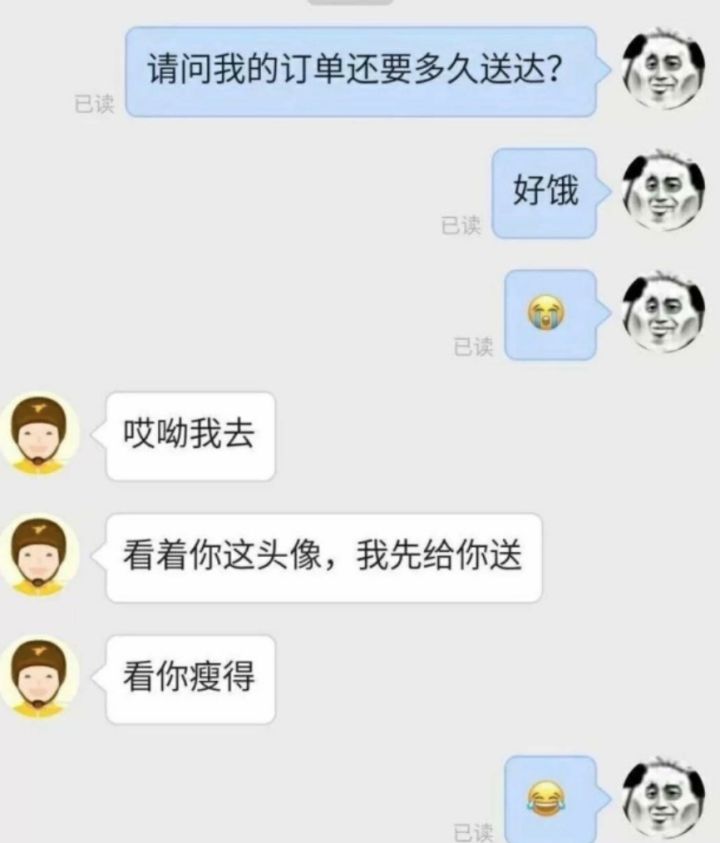 请问我的订单还要多久送达？
已读
好饿
已读
😭
已读
哎呦我去
看着你这头像，我先给你送
看你瘦得
😂
已读